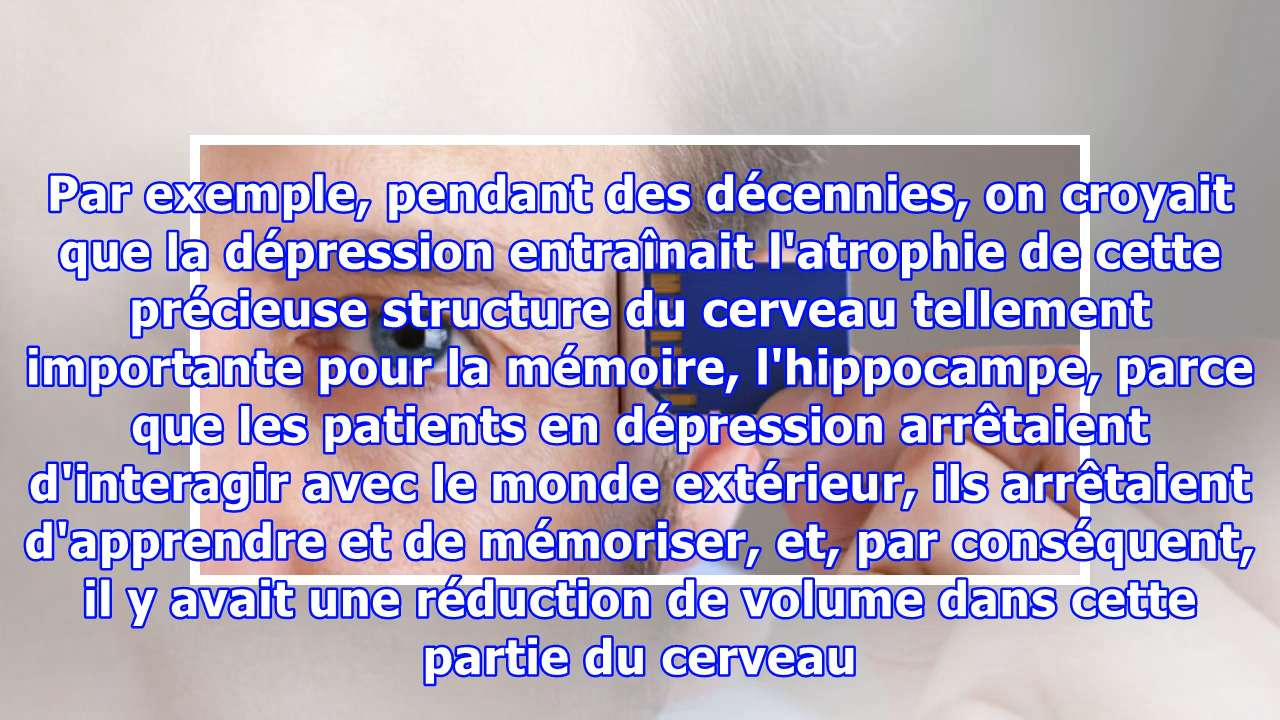 Par exemple, pendant des décennies, on croyait
que la dépression entraînait l'atrophie de cette
précieuse structure du cerveau tellement
importante pour la mémoire, l'hippocampe, parce
que les patients en dépression arrêtaient
d'interagir avec le monde extérieur, ils arrêtaient
d'apprendre et de mémoriser, et, par conséquent,
il y avait une réduction de volume dans cette
partie du cerveau